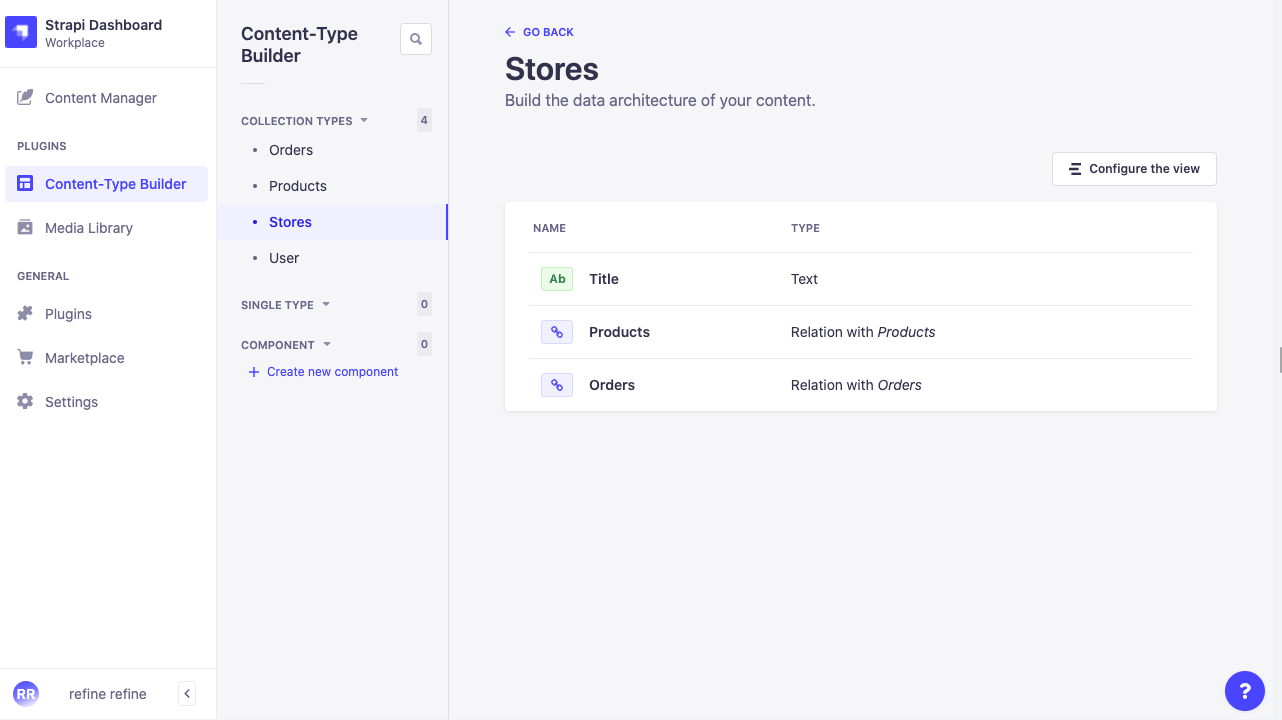 Strapi Dashboard
Workplace
Content Manager
PLUGINS
Content-Type Builder
Media Library
GENERAL
Plugins
Marketplace
Settings
RR
refine refine
Content-Type
Builder
COLLECTION TYPES
4
Orders
Products
Stores
User
SINGLE TYPE
0
COMPONENT
0
Create new component
GO BACK
Stores
Build the data architecture of your content.
Configure the view
NAME TYPE
Ab Title Text
Products Relation with Products
Orders Relation with Orders
?